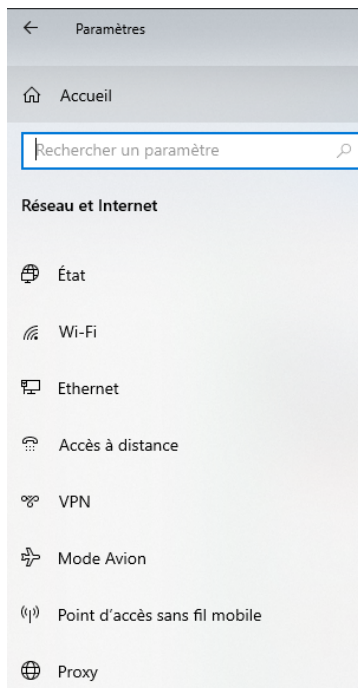 Paramètres
Accueil
Rechercher un paramètre
Réseau et Internet
État
Wi-Fi
Ethernet
Accès à distance
VPN
Mode Avion
Point d'accès sans fil mobile
Proxy